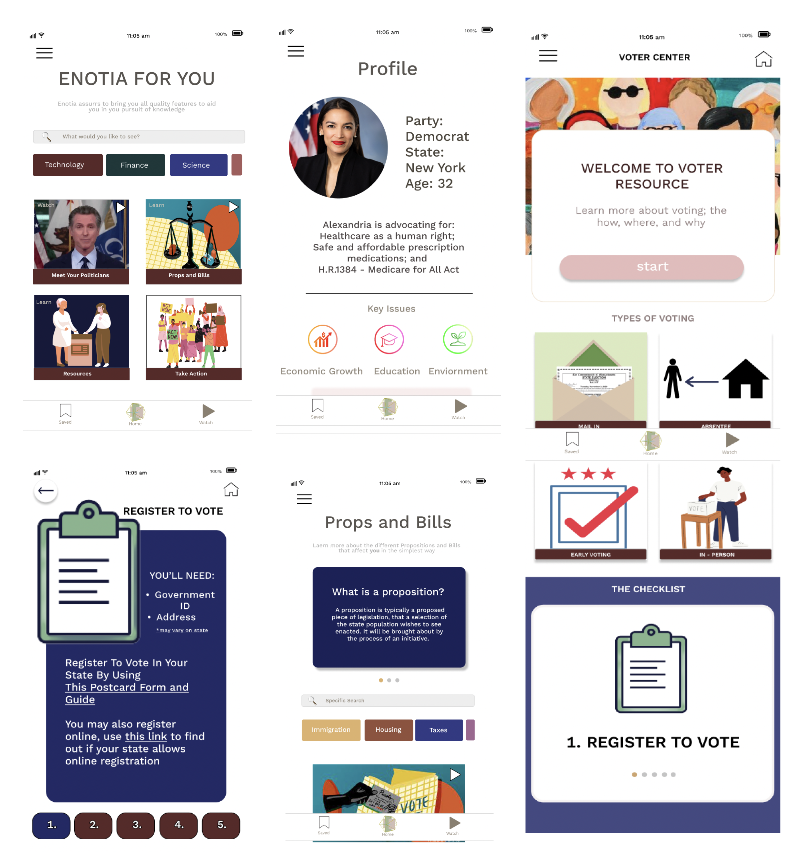 11:05 am
100%
ENOTIA FOR YOU
Enotia assurrs to bring you all quality features to aid
you in you pursuit of knowledge.
What would you like to see?
Technology
Finance
Science
Watch
Meet Your Politicians
Learn
Props and Bills
Learn
Resources
Take Action
Saved
Home
Watch
11:05 am
100%
Profile
Party:
Democrat
State:
New York
Age: 32
Alexandria is advocating for:
Healthcare as a human right;
Safe and affordable prescription
medications; and
H.R.1384 - Medicare for All Act
Key Issues
Economic Growth
Education
Enviornment
Saved
Home
Watch
11:05 am
100%
VOTER CENTER
WELCOME TO VOTER
RESOURCE
Learn more about voting; the
how, where, and why
start
TYPES OF VOTING
STATE ELECTION
MAIL IN
ABSENTEE
Saved
Home
Watch
EARLY VOTING
VOTE
IN - PERSON
THE CHECKLIST
1. REGISTER TO VOTE
11:05 am
100%
REGISTER TO VOTE
YOU'LL NEED:
• Government
ID
• Address
*may vary on state
Register To Vote In Your
State By Using
This Postcard Form and
Guide
You may also register
online, use this link to find
out if your state allows
online registration
1.
2.
3.
4.
5.
11:05 am
100%
Props and Bills
Learn more about the different Propositions and Bills
that affect you in the simplest way.
What is a proposition?
A proposition is typically a proposed
piece of legislation, that a selection of
the state population wishes to see
enacted. It will be brought about by
the process of an initiative.
Specific Search
Immigration
Housing
Taxes
VOTE
Saved
Home
Watch